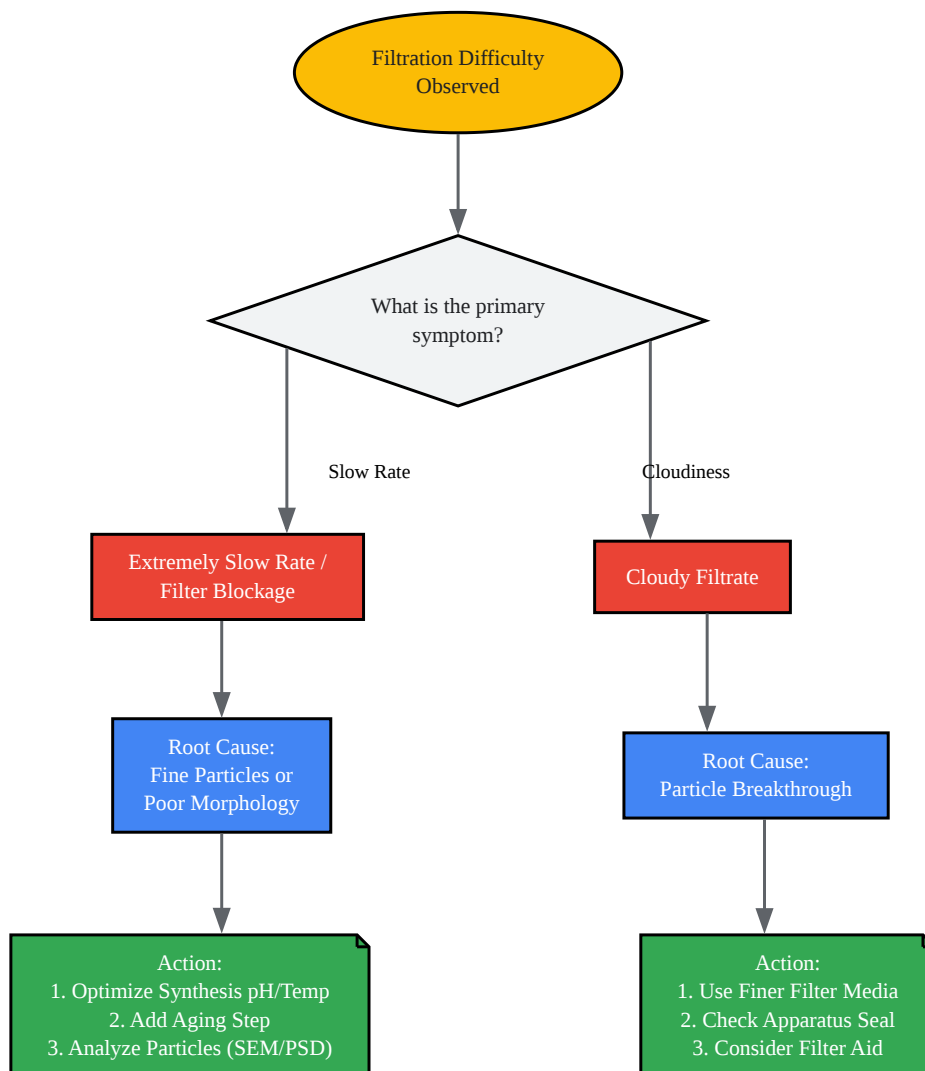 Filtration Difficulty
Observed
What is the primary
symptom?
Slow Rate
Cloudiness
Extremely Slow Rate /
Filter Blockage
Cloudy Filtrate
Root Cause:
Fine Particles or
Poor Morphology
Root Cause:
Particle Breakthrough
Action:
1. Optimize Synthesis pH/Temp
2. Add Aging Step
3. Analyze Particles (SEM/PSD)
Action:
1. Use Finer Filter Media
2. Check Apparatus Seal
3. Consider Filter Aid